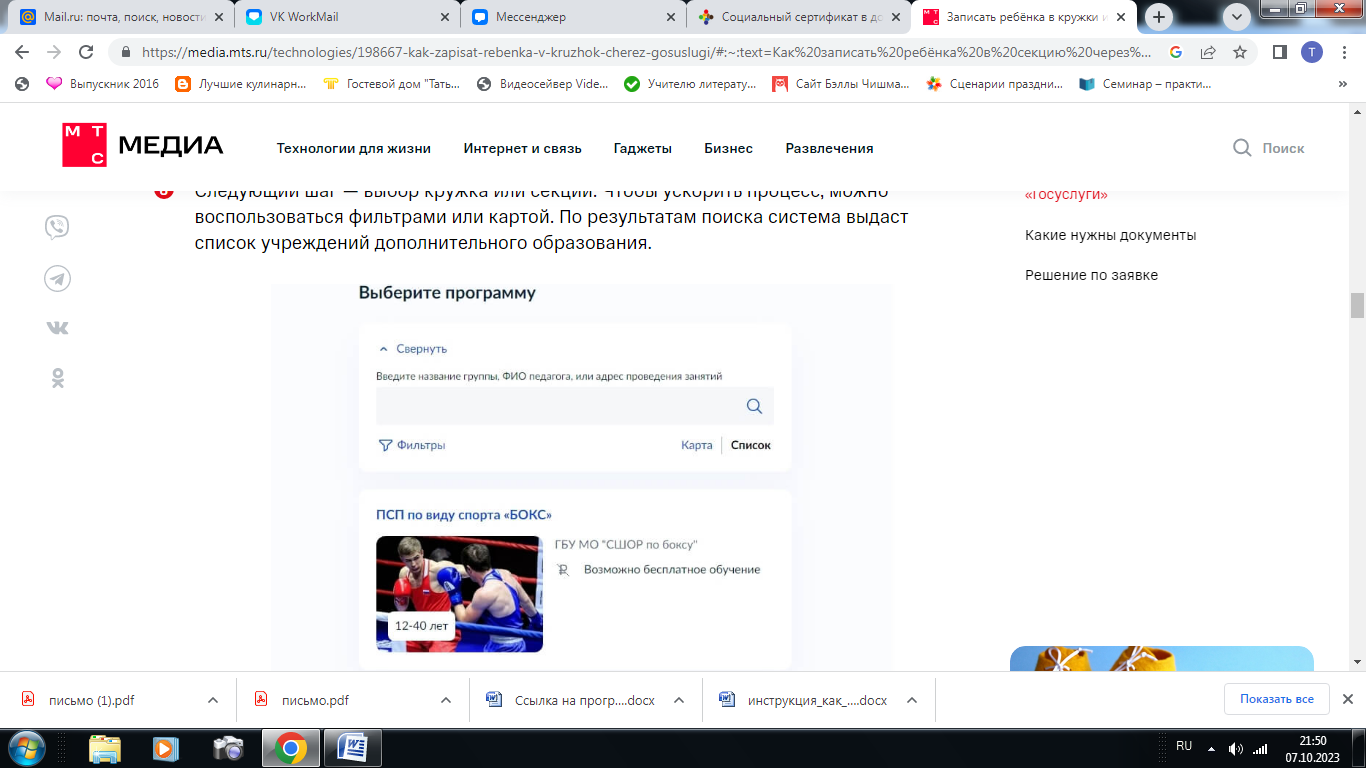 Mail.ru: почта, поиск, новости
VK WorkMail
Мессенджер
Социальный сертификат в до
Записать ребёнка в кружки и
https://media.mts.ru/technologies/198667-kak-zapisat-rebenka-v-kruzhok-cherez-gosuslugi/#:~:text=Как%20записать%20ребёнка%20в%20секцию%20через%...
T
Выпускник 2016
Лучшие кулинарн...
Гостевой дом "Тать...
Видеосейвер Vide...
Учителю литерату...
Сайт Бэллы Чишма...
Сценарии праздни...
Семинар – практи...
»
МТС
МЕДИА
Технологии для жизни
Интернет и связь
Гаджеты
Бизнес
Развлечения
Поиск
Следующий шаг — выбор кружка или секции. Чтобы ускорить процесс, можно
воспользоваться фильтрами или картой. По результатам поиска система выдаст
список учреждений дополнительного образования.
«Госуслуги»
Какие нужны документы
Решение по заявке
Выберите программу
Свернуть
Введите название группы, ФИО педагога, или адрес проведения занятий
Фильтры
Карта
Список
ПСП по виду спорта «БОКС»
ГБУ МО "СШОР по боксу"
Возможно бесплатное обучение
12-40 лет
письмо (1).pdf
письмо.pdf
Ссылка на прогр....docx
инструкция_как_....docx
Показать все
RU
21:50
07.10.2023